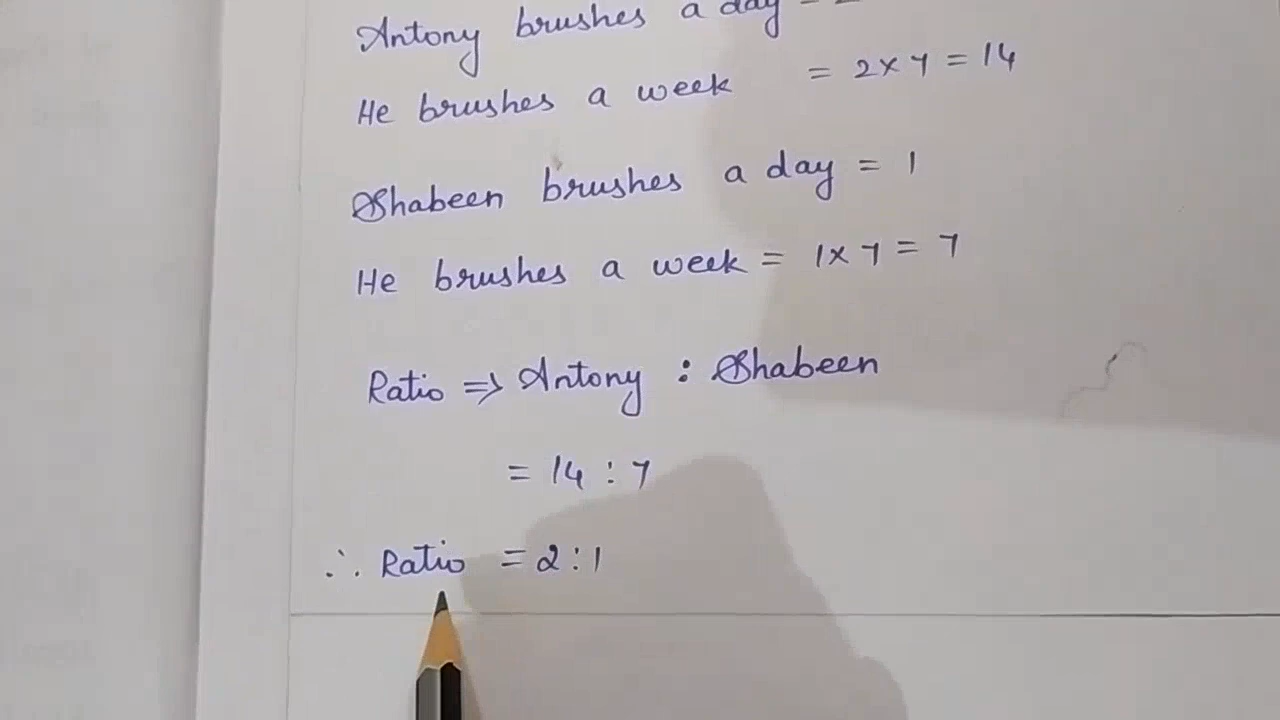 Antony brushes a day = 2
He brushes a week = 2 × 7 = 14
Shabeen brushes a day = 1
He brushes a week = 1 × 7 = 7
Ratio ⇒ Antony : Shabeen
= 14 : 7
∴ Ratio = 2 : 1